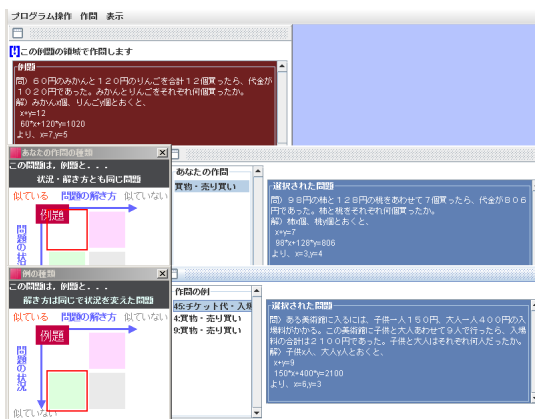 プログラム操作 作問 表示
この例題の領域で作問します
例題
問）６０円のみかんと１２０円のりんごを合計１２個買ったら、代金が
１０２０円であった。みかんとりんごをそれぞれ何個買ったか。
解）みかんx個、りんごy個とおくと、
x+y=12
60*x+120*y=1020
より、x=7,y=5
あなたの作問の種類
この問題は，例題と．．．
状況・解き方とも同じ問題
似ている 問題の解き方 似ていない
例題
問題の状況
あなたの作問
買物・売り買い
選択された問題
問）９８円の柿と１２８円の桃をあわせて７個買ったら、代金が８０６
円であった。柿と桃をそれぞれ何個買ったか。
解）柿x個、桃y個とおくと、
x+y=7
98*x+128*y=806
より、x=3,y=4
例の種類
この問題は，例題と．．．
解き方は同じで状況を変えた問題
似ている 問題の解き方 似ていない
例題
問題の状況
似ていない
作問の例
45:チケット代・入場
4:買物・売り買い
9:買物・売り買い
選択された問題
問）ある美術館に入るには、子供一人１５０円、大人一人４００円の入
場料がかかる。この美術館に子供と大人あわせて９人で行ったら、入場
料の合計は２１００円であった。子供と大人はそれぞれ何人だったか。
解）子供x人、大人y人とおくと、
x+y=9
150*x+400*y=2100
より、x=6,y=3